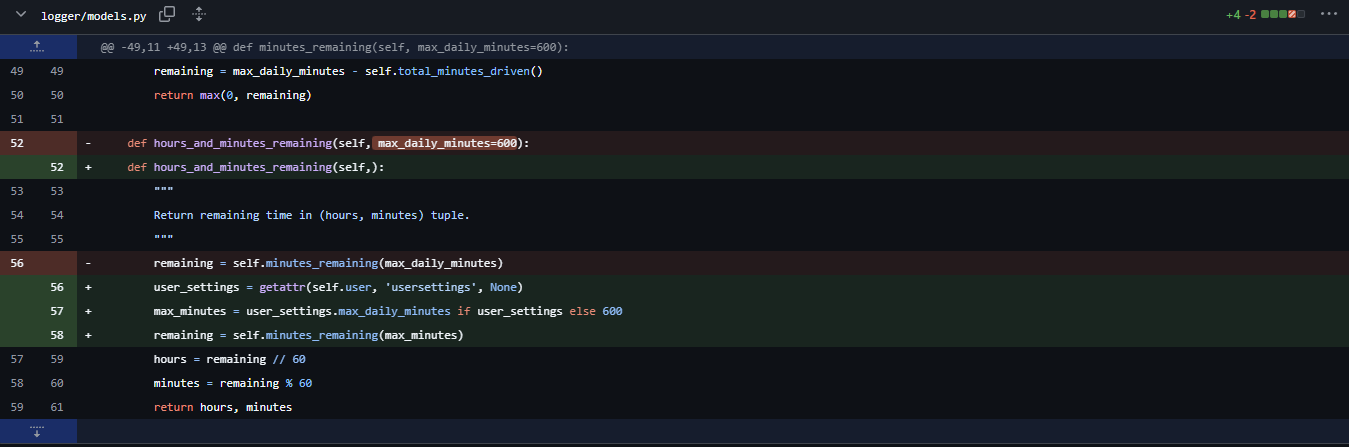 logger/models.py +4 -2
@@ -49,11 +49,13 @@ def minutes_remaining(self, max_daily_minutes=600):
49 49 remaining = max_daily_minutes - self.total_minutes_driven()
50 50 return max(0, remaining)
51 51
52 - def hours_and_minutes_remaining(self, max_daily_minutes=600):
52 + def hours_and_minutes_remaining(self,):
53 53 """
54 54 Return remaining time in (hours, minutes) tuple.
55 55 """
56 - remaining = self.minutes_remaining(max_daily_minutes)
56 + user_settings = getattr(self.user, 'usersettings', None)
57 + max_minutes = user_settings.max_daily_minutes if user_settings else 600
58 + remaining = self.minutes_remaining(max_minutes)
57 59 hours = remaining // 60
58 60 minutes = remaining % 60
59 61 return hours, minutes